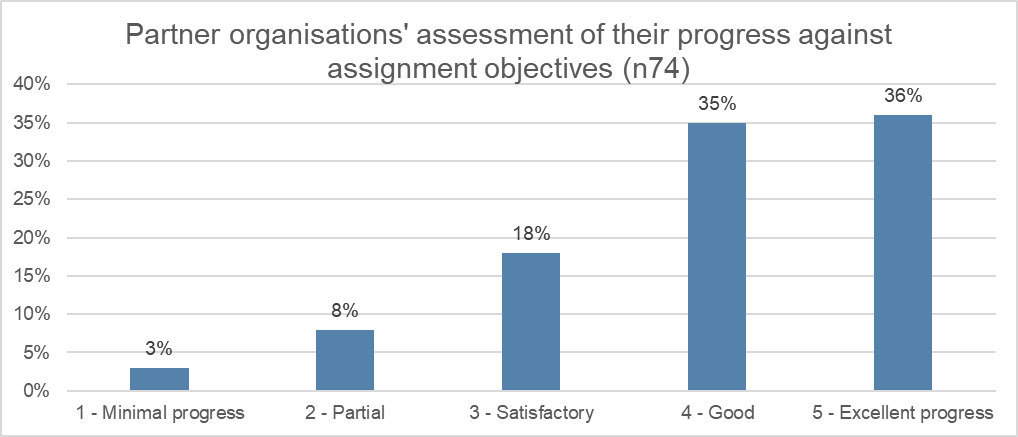 Partner organisations' assessment of their progress against
assignment objectives (n74)
40%
35%
30%
25%
20%
15%
10%
5%
0%
3%
8%
18%
35%
36%
1 - Minimal progress
2 - Partial
3 - Satisfactory
4 - Good
5 - Excellent progress